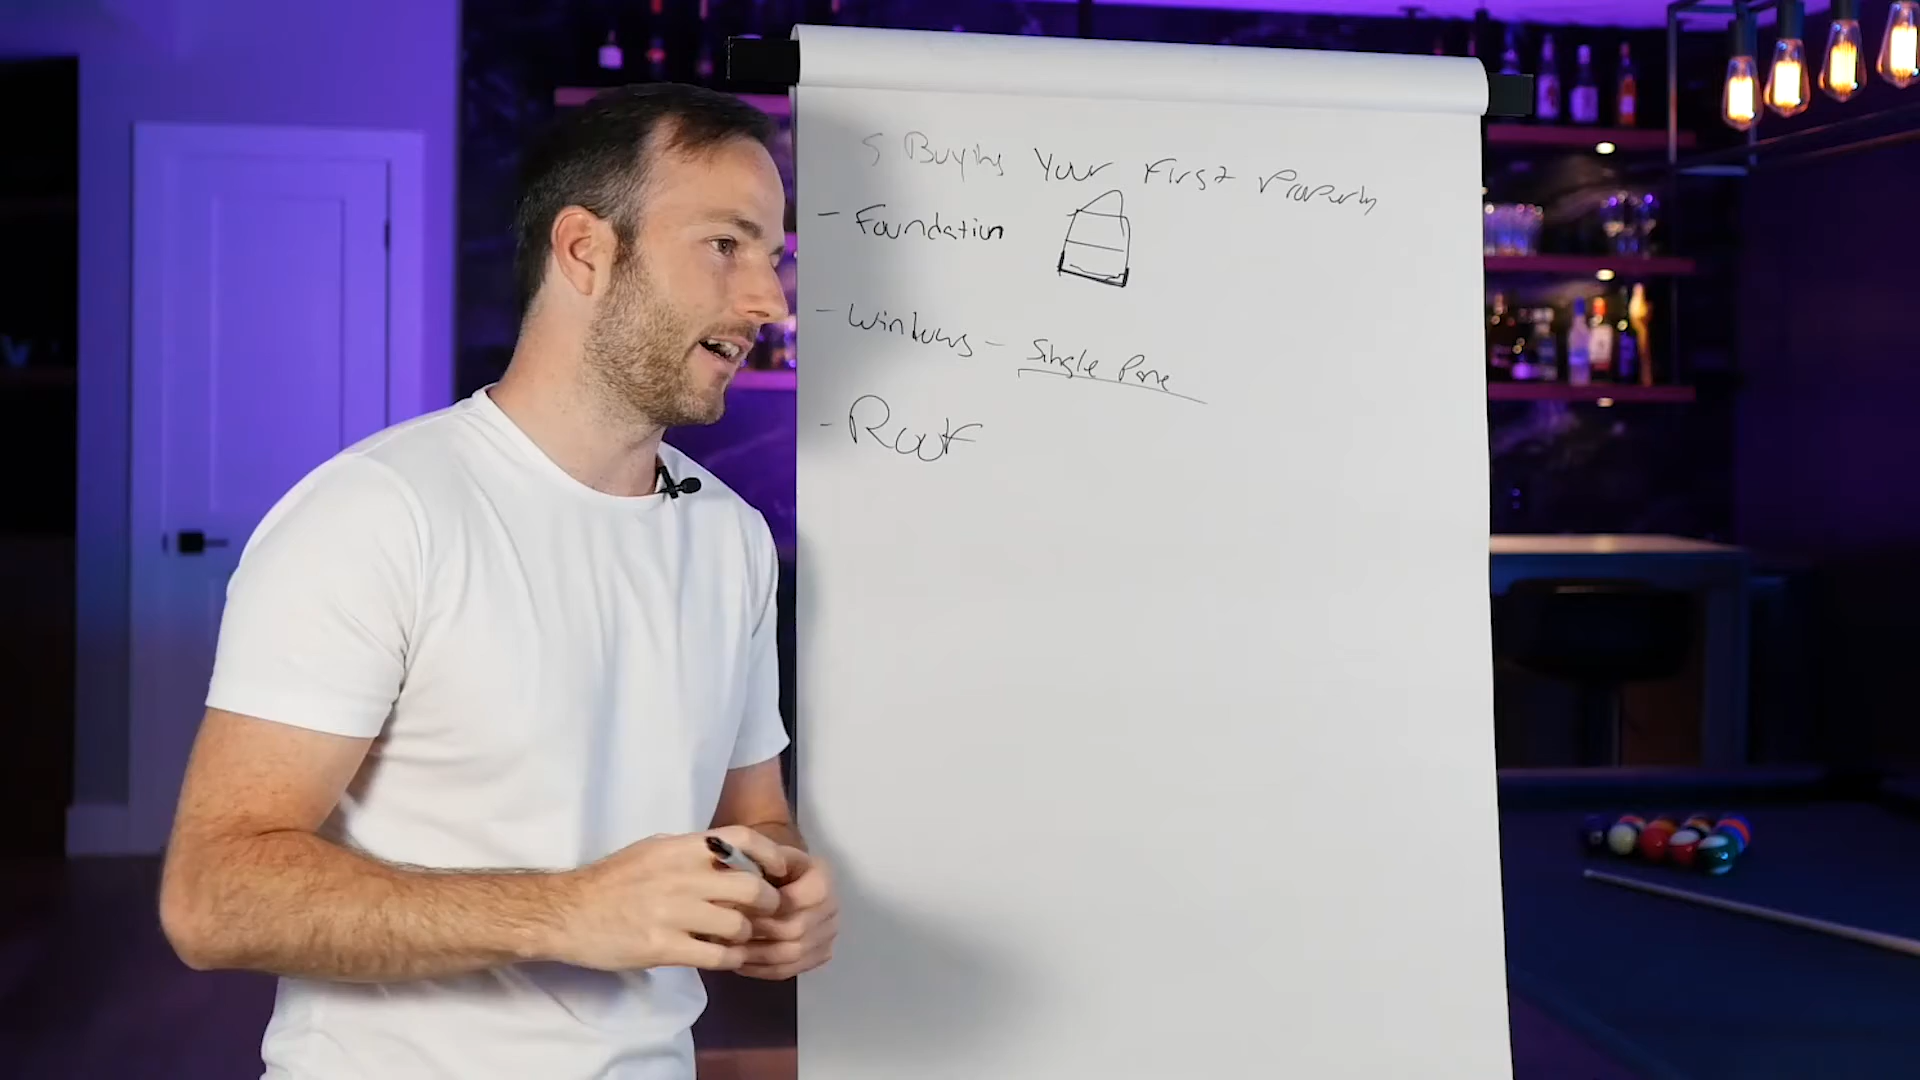 5 Buying Your First Property
- Foundation
- Windows - Single Pane
- Roof